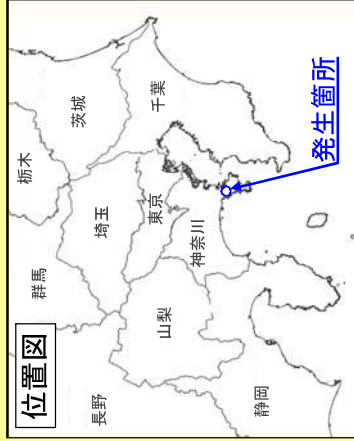 位置図
長野
群馬
栃木
茨城
埼玉
山梨
東京
千葉
神奈川
静岡
発生箇所